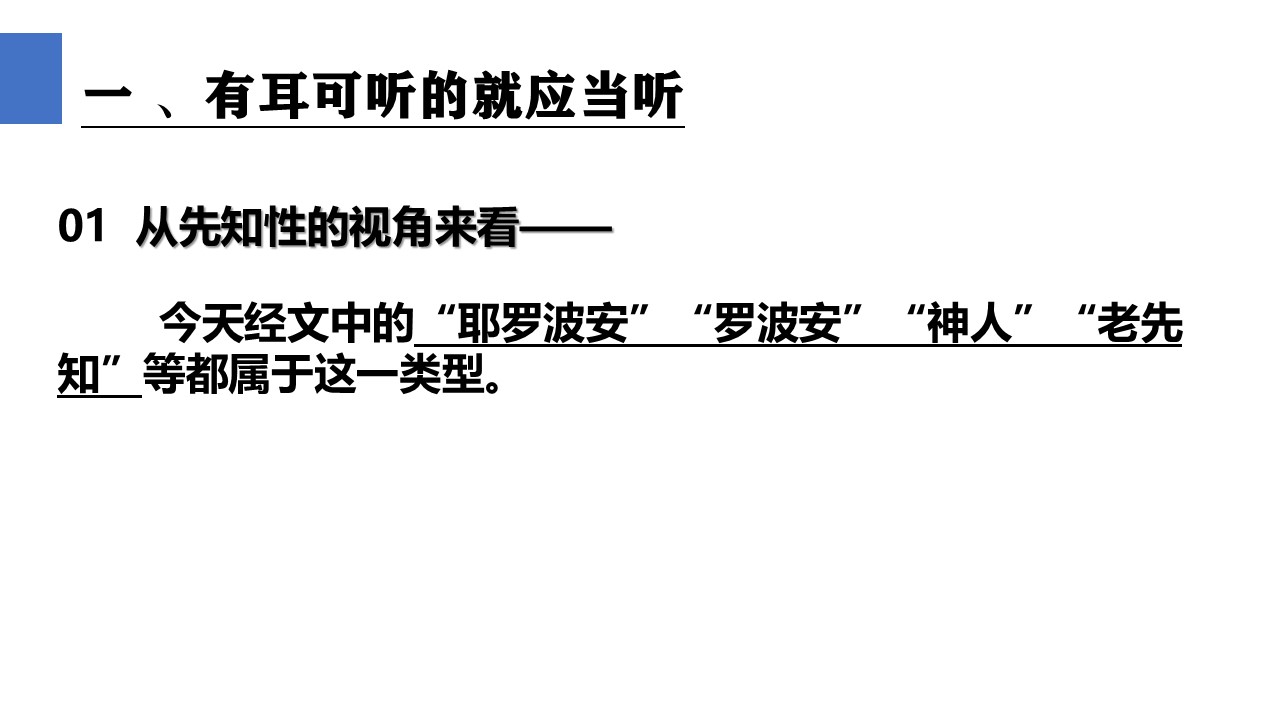 一 、有耳可听的就应当听
01 从先知性的视角来看——
今天经文中的“耶罗波安”“罗波安”“神人”“老先
知”等都属于这一类型。